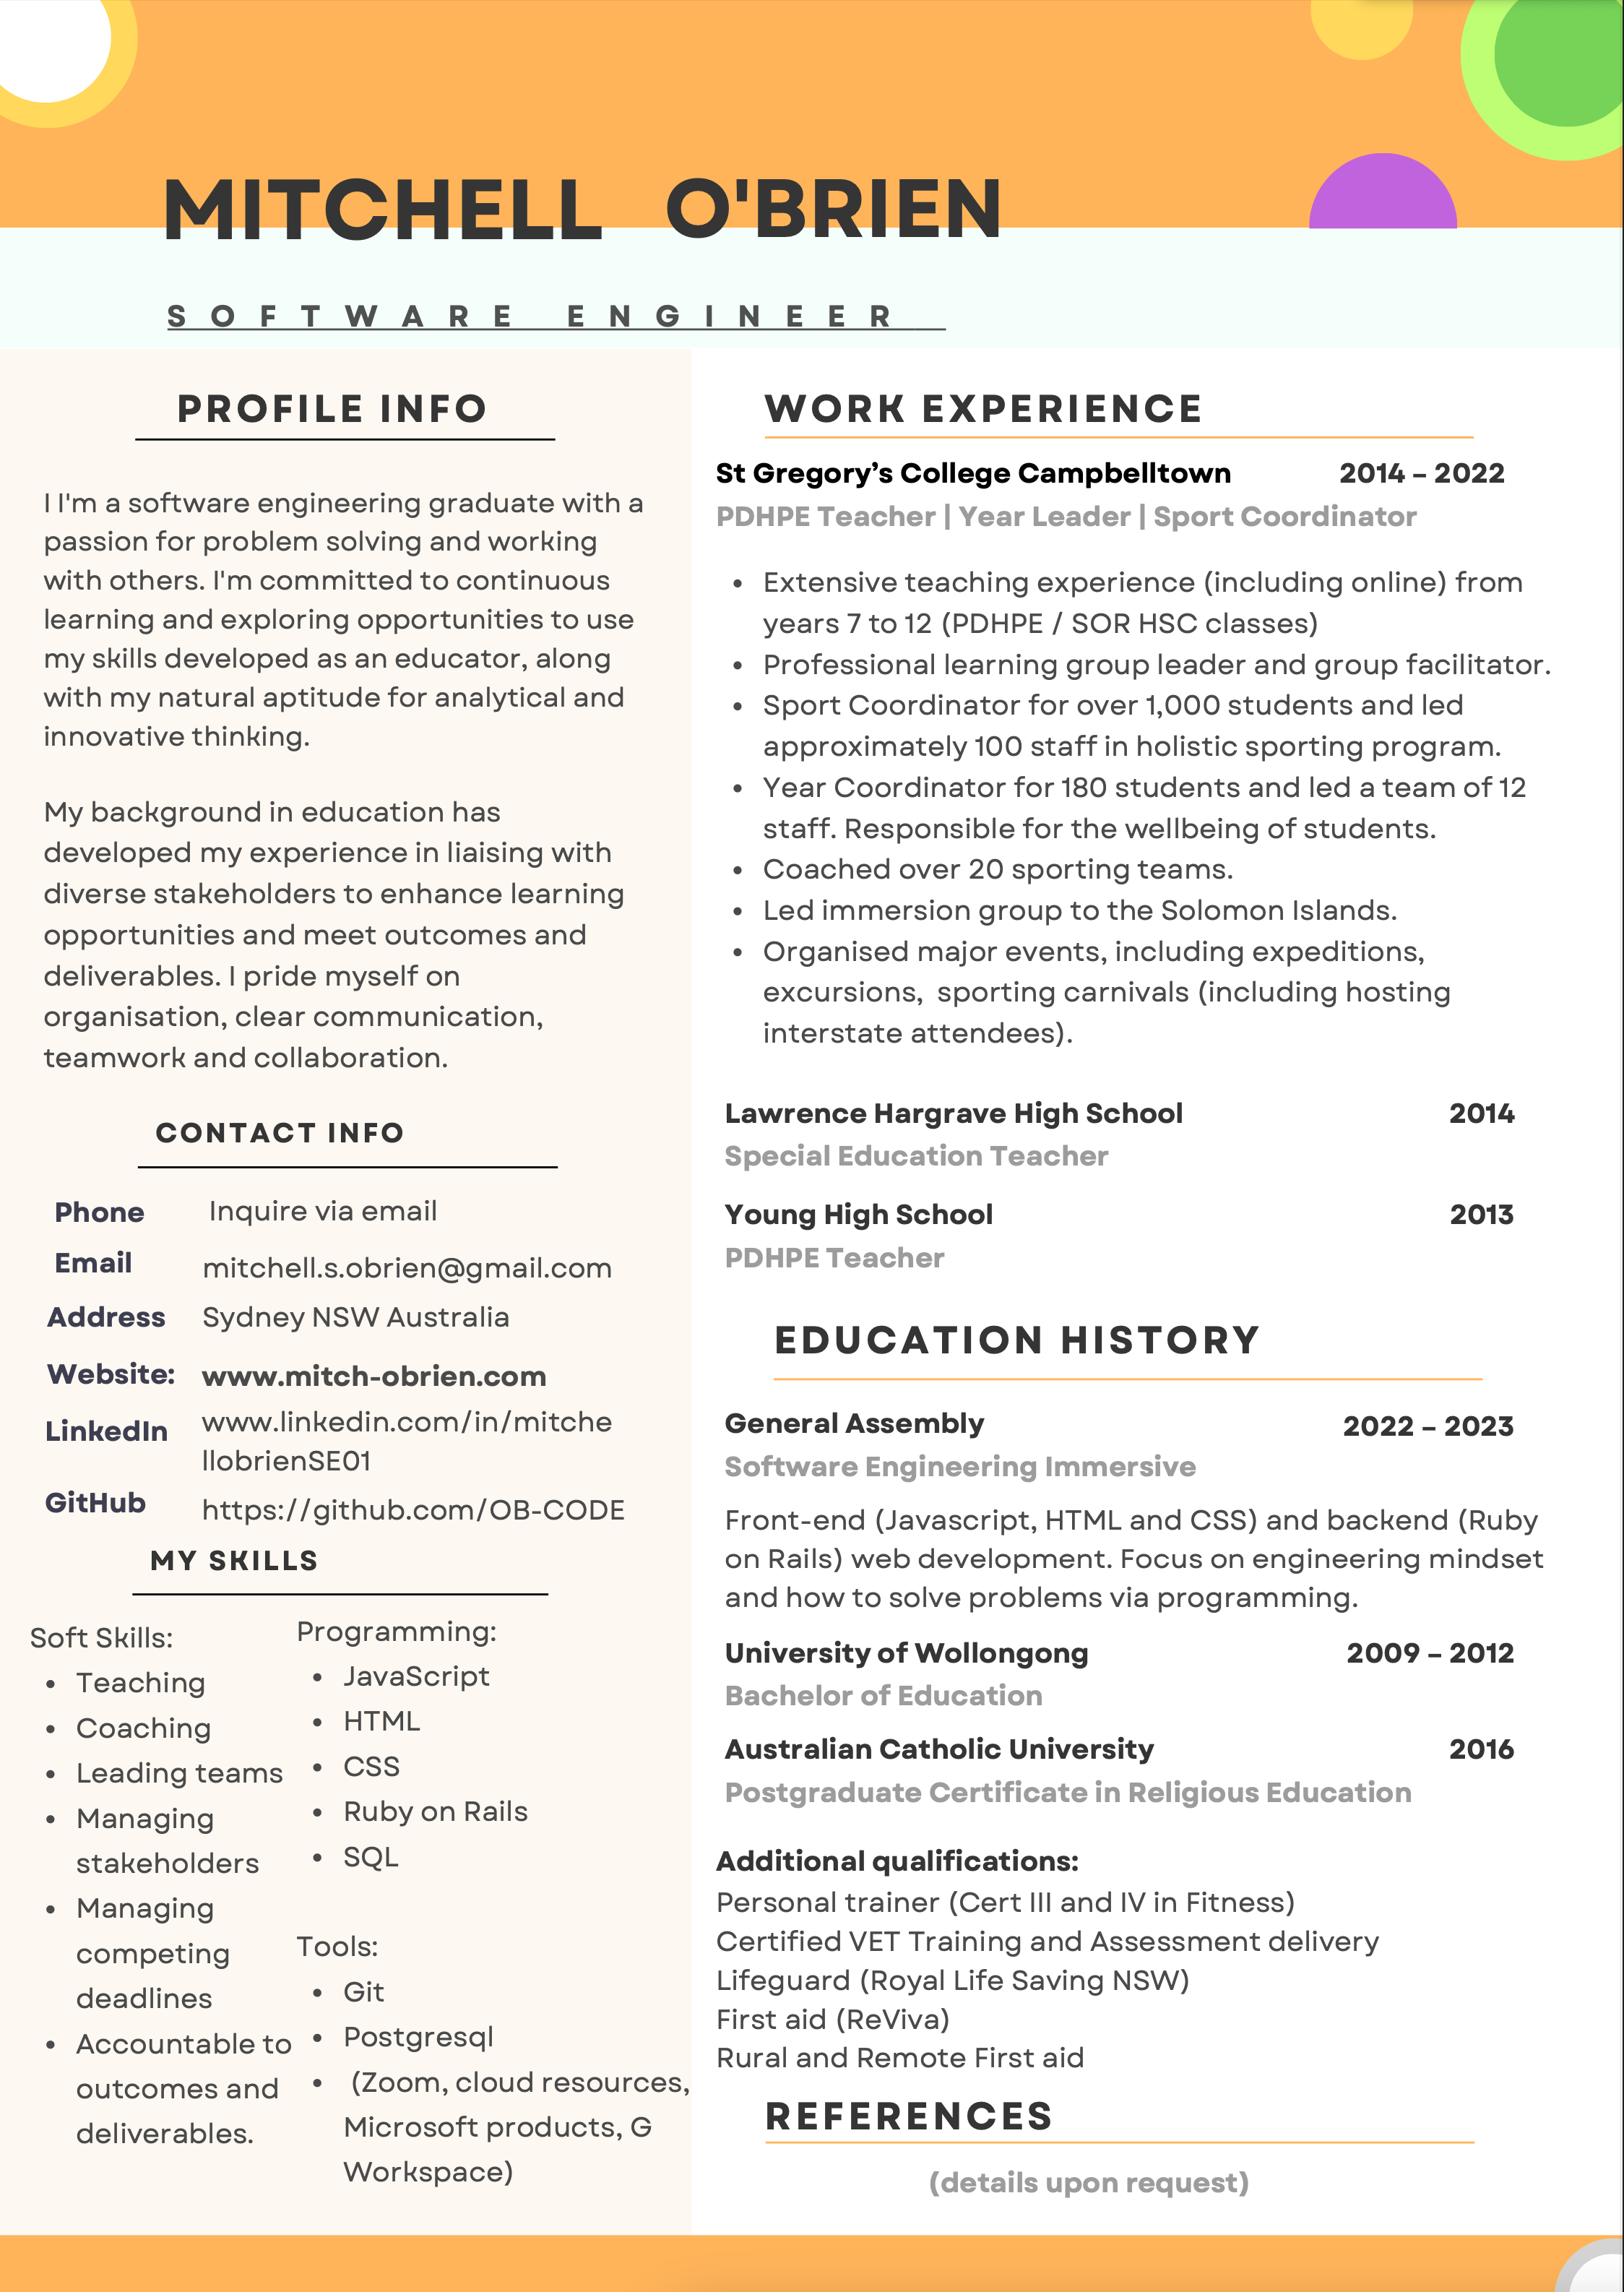 MITCHELL O'BRIEN
SOFTWARE ENGINEER
PROFILE INFO
I I'm a software engineering graduate with a
passion for problem solving and working
with others. I'm committed to continuous
learning and exploring opportunities to use
my skills developed as an educator, along
with my natural aptitude for analytical and
innovative thinking.
My background in education has
developed my experience in liaising with
diverse stakeholders to enhance learning
opportunities and meet outcomes and
deliverables. I pride myself on
organisation, clear communication,
teamwork and collaboration.
CONTACT INFO
Phone Inquire via email
Email mitchell.s.obrien@gmail.com
Address Sydney NSW Australia
Website: www.mitch-obrien.com
LinkedIn www.linkedin.com/in/mitche
llobrienSE01
GitHub https://github.com/OB-CODE
MY SKILLS
Soft Skills:
• Teaching
• Coaching
• Leading teams
• Managing
stakeholders
• Managing
competing
deadlines
• Accountable to
outcomes and
deliverables.
Programming:
• JavaScript
• HTML
• CSS
• Ruby on Rails
• SQL
Tools:
• Git
• Postgresql
• (Zoom, cloud resources,
Microsoft products, G
Workspace)
WORK EXPERIENCE
St Gregory’s College Campbelltown 2014 – 2022
PDHPE Teacher | Year Leader | Sport Coordinator
• Extensive teaching experience (including online) from
years 7 to 12 (PDHPE / SOR HSC classes)
• Professional learning group leader and group facilitator.
• Sport Coordinator for over 1,000 students and led
approximately 100 staff in holistic sporting program.
• Year Coordinator for 180 students and led a team of 12
staff. Responsible for the wellbeing of students.
• Coached over 20 sporting teams.
• Led immersion group to the Solomon Islands.
• Organised major events, including expeditions,
excursions, sporting carnivals (including hosting
interstate attendees).
Lawrence Hargrave High School 2014
Special Education Teacher
Young High School 2013
PDHPE Teacher
EDUCATION HISTORY
General Assembly 2022 – 2023
Software Engineering Immersive
Front-end (Javascript, HTML and CSS) and backend (Ruby
on Rails) web development. Focus on engineering mindset
and how to solve problems via programming.
University of Wollongong 2009 – 2012
Bachelor of Education
Australian Catholic University 2016
Postgraduate Certificate in Religious Education
Additional qualifications:
Personal trainer (Cert III and IV in Fitness)
Certified VET Training and Assessment delivery
Lifeguard (Royal Life Saving NSW)
First aid (ReViva)
Rural and Remote First aid
REFERENCES
(details upon request)